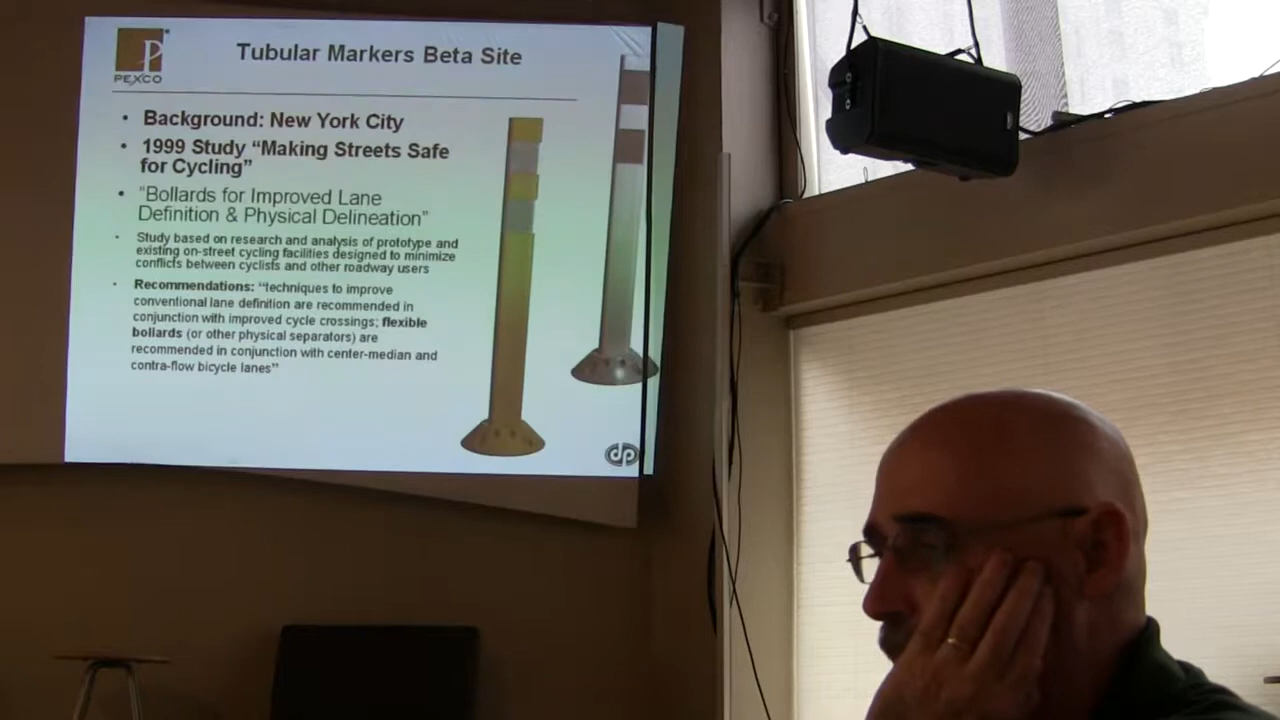 PEXCO
Tubular Markers Beta Site
• Background: New York City
• 1999 Study “Making Streets Safe
for Cycling”
• “Bollards for Improved Lane
Definition & Physical Delineation”
• Study based on research and analysis of prototype and
existing on-street cycling facilities designed to minimize
conflicts between cyclists and other roadway users
• Recommendations: “techniques to improve
conventional lane definition are recommended in
conjunction with improved cycle crossings; flexible
bollards (or other physical separators) are
recommended in conjunction with center-median and
contra-flow bicycle lanes”
dp